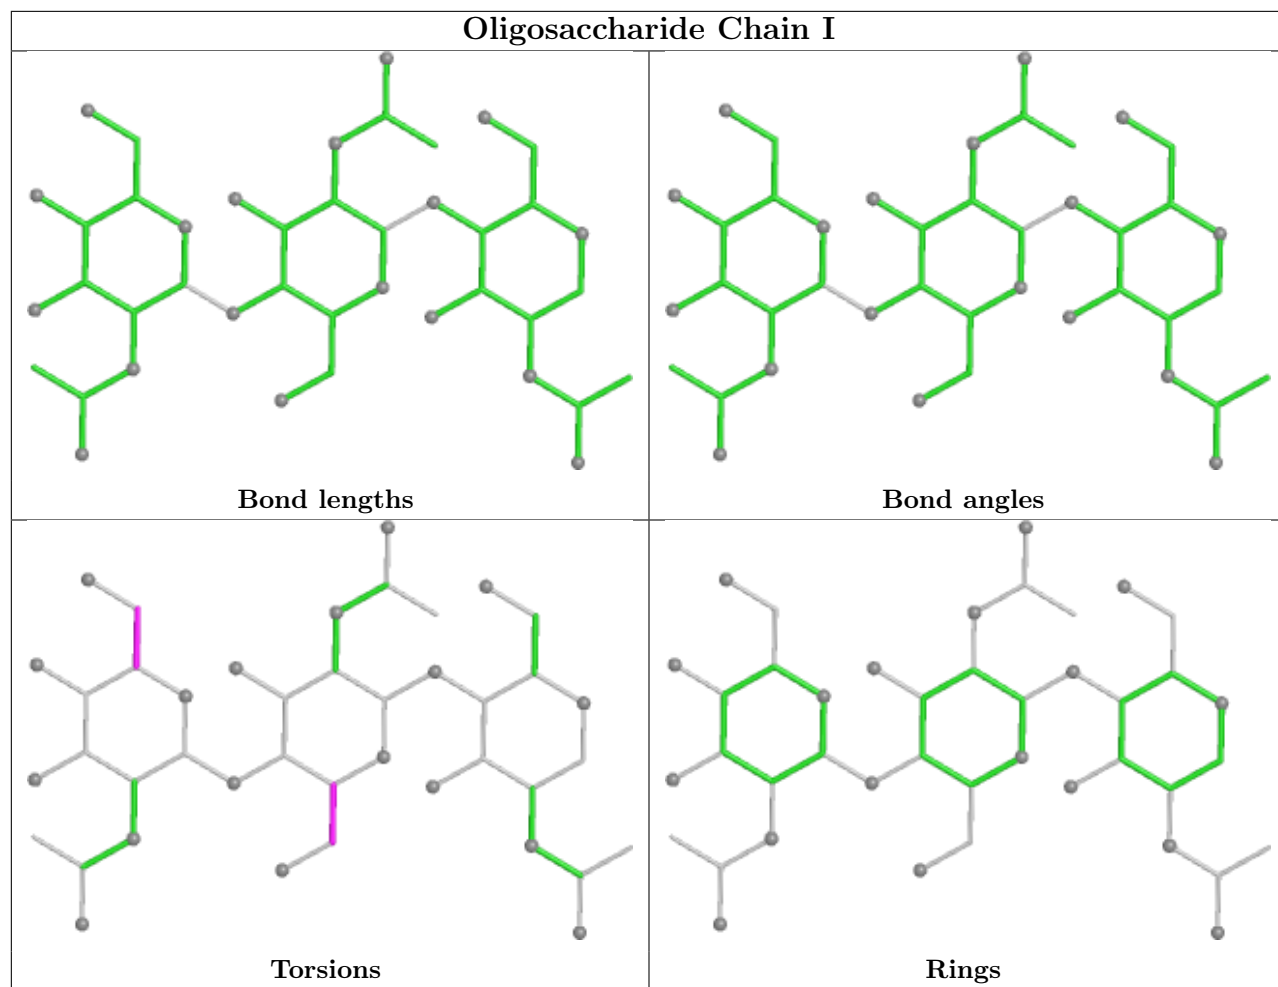 Oligosaccharide Chain I
Bond lengths
Bond angles
Torsions
Rings